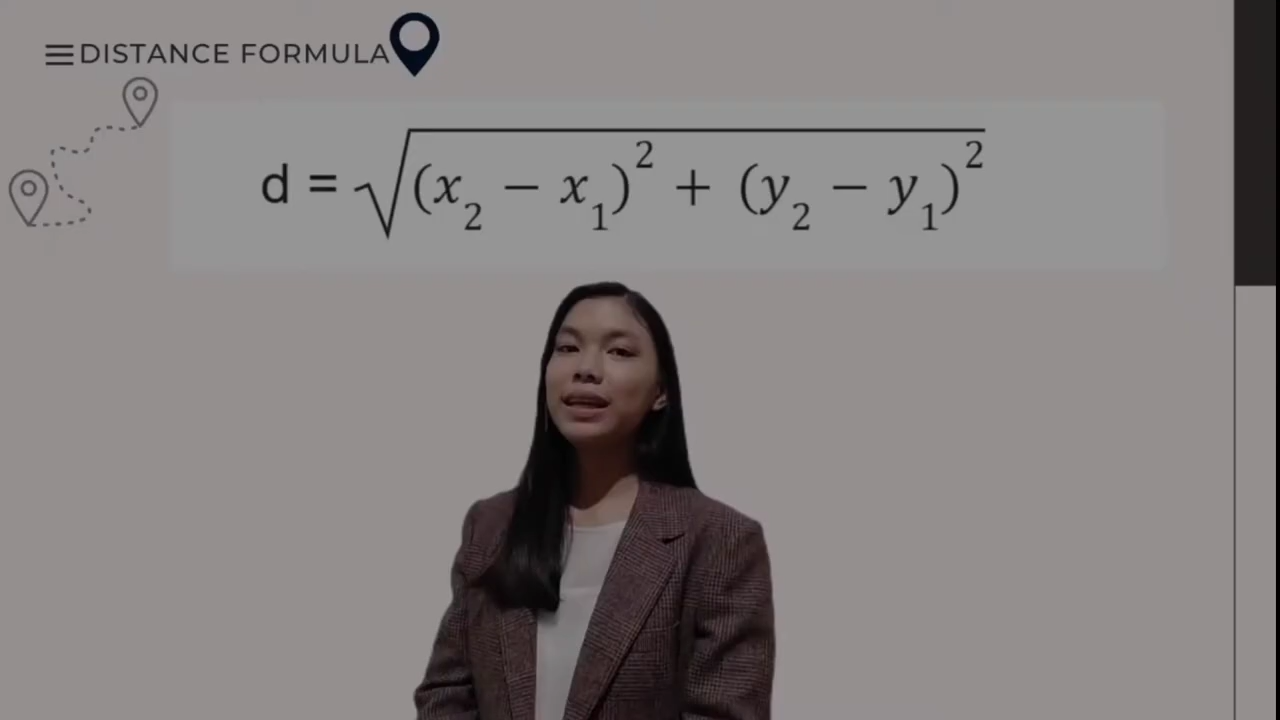 DISTANCE FORMULA
d = √(x₂ − x₁)² + (y₂ − y₁)²